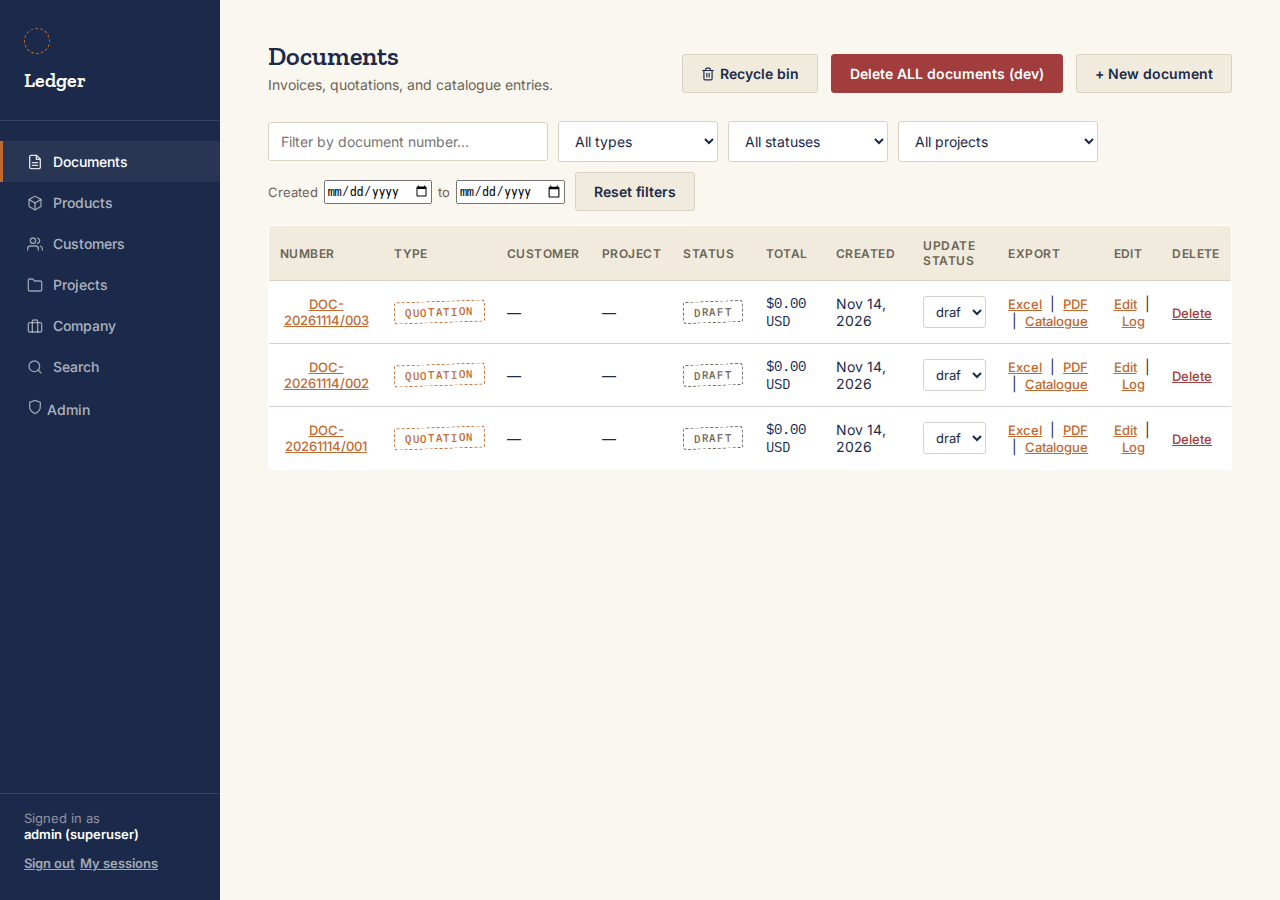 Ledger
Documents
Products
Customers
Projects
Company
Search
Admin
Signed in as
admin (superuser)
Sign out My sessions
Documents
Invoices, quotations, and catalogue entries.
Recycle bin
Delete ALL documents (dev)
+ New document
Filter by document number...
All types
All statuses
All projects
Created mm/dd/yyyy to mm/dd/yyyy Reset filters
NUMBER TYPE CUSTOMER PROJECT STATUS TOTAL CREATED UPDATE STATUS EXPORT EDIT DELETE
DOC-20261114/003 QUOTATION — — DRAFT $0.00 USD Nov 14, 2026 draf Excel | PDF | Catalogue Edit | Log Delete
DOC-20261114/002 QUOTATION — — DRAFT $0.00 USD Nov 14, 2026 draf Excel | PDF | Catalogue Edit | Log Delete
DOC-20261114/001 QUOTATION — — DRAFT $0.00 USD Nov 14, 2026 draf Excel | PDF | Catalogue Edit | Log Delete